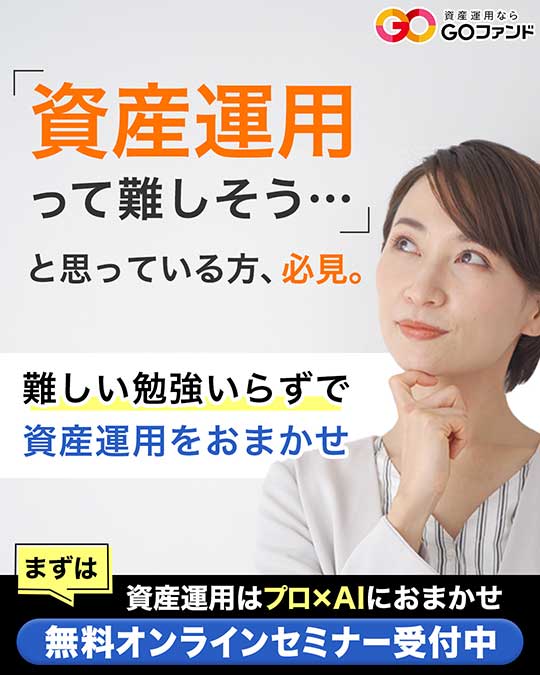 資産運用なら
GOファンド
「資産運用
って難しそう…」
と思っている方、必見。
難しい勉強いらずで
資産運用をおまかせ
まずは
資産運用はプロ×AIにおまかせ
無料オンラインセミナー受付中